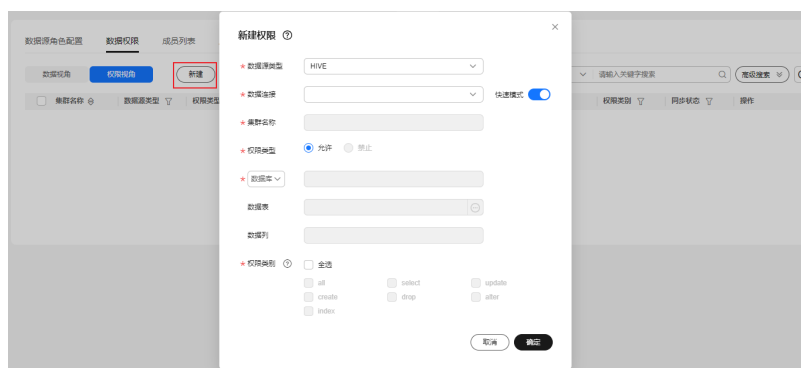 数据源角色配置 数据权限 成员列表
数据视角 权限视角 新建 请输入关键字搜索 高级搜索
集群名称 数据源类型 权限类型 权限类别 同步状态 操作
新建权限
* 数据源类型 HIVE
* 数据连接 快速模式
* 集群名称
* 权限类型 允许 禁止
* 数据库
数据表
数据列
* 权限类别 全选
all select update
create drop alter
index
取消 确定